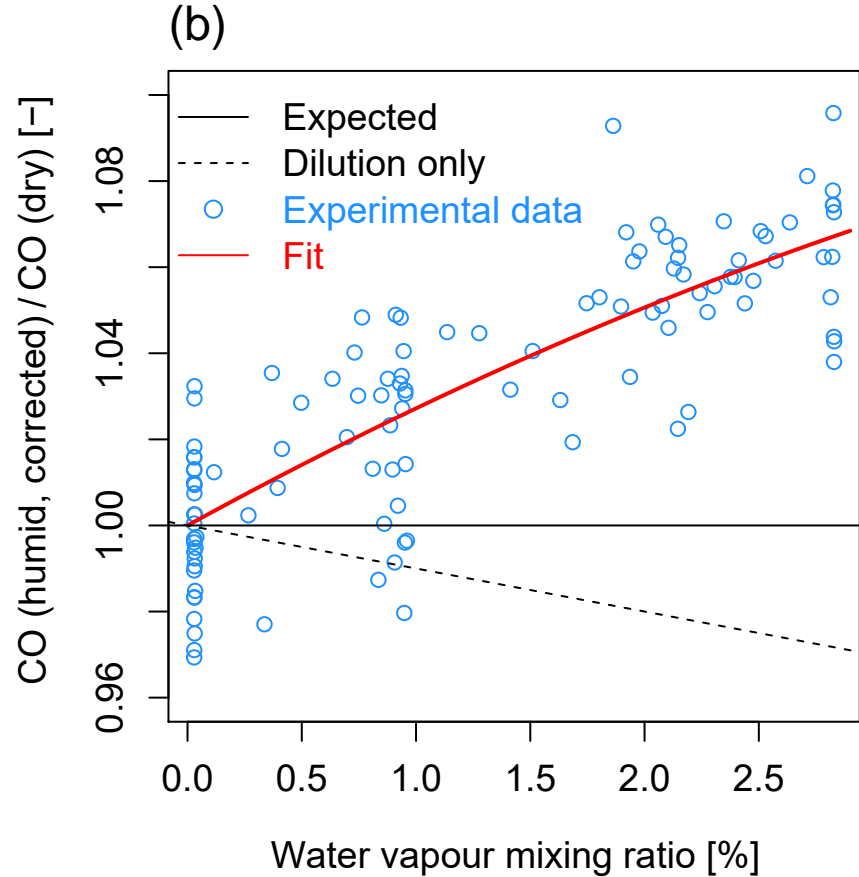 (b)
CO (humid, corrected) / CO (dry) [−]
Expected
Dilution only
Experimental data
Fit
1.08
1.04
1.00
0.96
0.0 0.5 1.0 1.5 2.0 2.5
Water vapour mixing ratio [%]